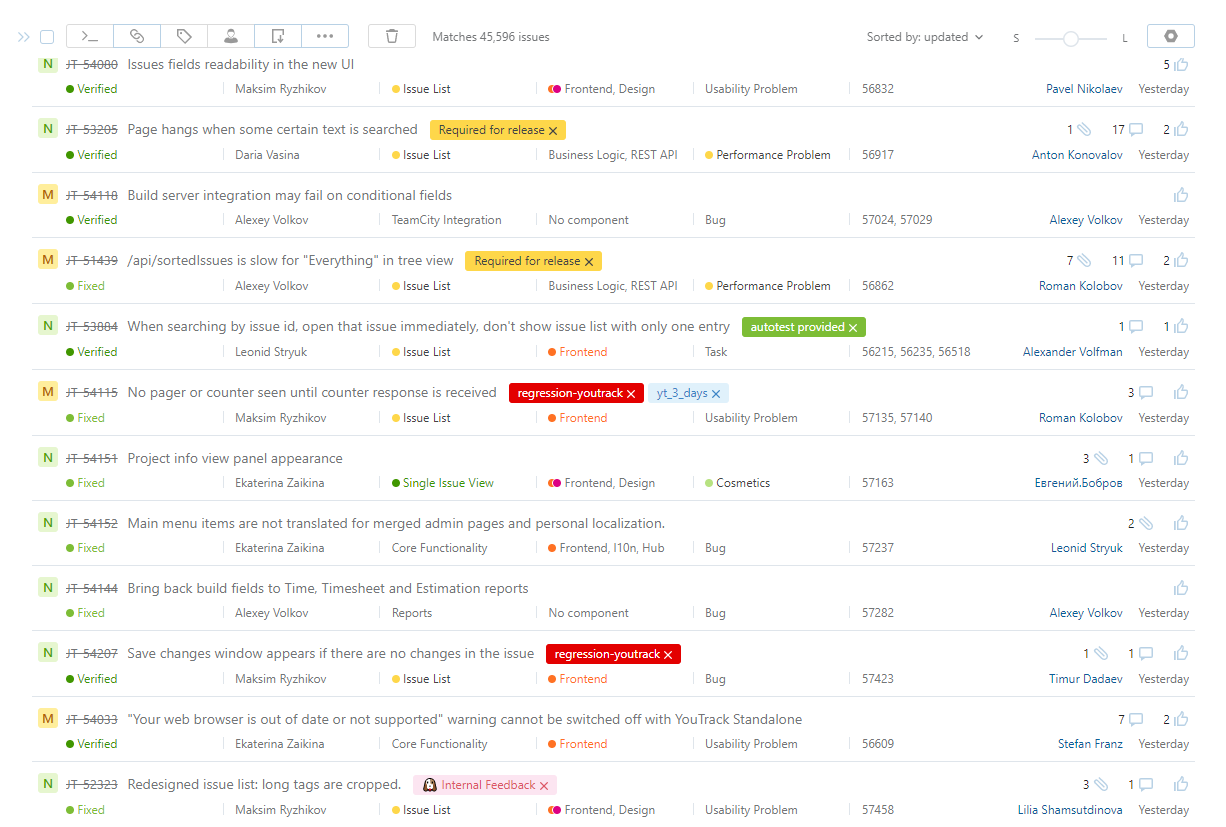 Matches 45,596 issues Sorted by: updated S L
N JT-54080 Issues fields readability in the new UI 5
Verified Maksim Ryzhikov Issue List Frontend, Design Usability Problem 56832 Pavel Nikolaev Yesterday
N JT-53205 Page hangs when some certain text is searched Required for release × 1 17 2
Verified Daria Vasina Issue List Business Logic, REST API Performance Problem 56917 Anton Konovalov Yesterday
M JT-54118 Build server integration may fail on conditional fields
Verified Alexey Volkov TeamCity Integration No component Bug 57024, 57029 Alexey Volkov Yesterday
M JT-51439 /api/sortedIssues is slow for "Everything" in tree view Required for release × 7 11 2
Fixed Alexey Volkov Issue List Business Logic, REST API Performance Problem 56862 Roman Kolobov Yesterday
N JT-53884 When searching by issue id, open that issue immediately, don't show issue list with only one entry autotest provided × 1 1
Verified Leonid Stryuk Issue List Frontend Task 56215, 56235, 56518 Alexander Volfman Yesterday
M JT-54115 No pager or counter seen until counter response is received regression-youtrack × yt_3_days × 3
Fixed Maksim Ryzhikov Issue List Frontend Usability Problem 57135, 57140 Roman Kolobov Yesterday
N JT-54151 Project info view panel appearance 3 1
Fixed Ekaterina Zaikina Single Issue View Frontend, Design Cosmetics 57163 Евгений.Бобров Yesterday
N JT-54152 Main menu items are not translated for merged admin pages and personal localization. 2
Fixed Ekaterina Zaikina Core Functionality Frontend, l10n, Hub Bug 57237 Leonid Stryuk Yesterday
N JT-54144 Bring back build fields to Time, Timesheet and Estimation reports
Fixed Alexey Volkov Reports No component Bug 57282 Alexey Volkov Yesterday
N JT-54207 Save changes window appears if there are no changes in the issue regression-youtrack × 1 1
Verified Maksim Ryzhikov Issue List Frontend Bug 57423 Timur Dadaev Yesterday
M JT-54033 "Your web browser is out of date or not supported" warning cannot be switched off with YouTrack Standalone 7 2
Verified Ekaterina Zaikina Core Functionality Frontend Usability Problem 56609 Stefan Franz Yesterday
N JT-52323 Redesigned issue list: long tags are cropped. Internal Feedback × 3 1
Fixed Maksim Ryzhikov Issue List Frontend, Design Usability Problem 57458 Lilia Shamsutdinova Yesterday